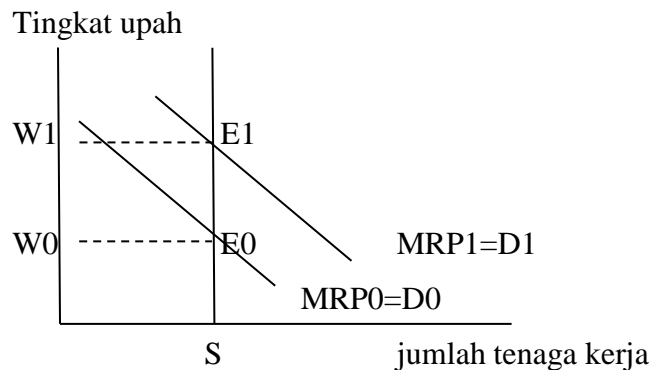 Tingkat upah
W1 E1
W0 E0 MRP1=D1
MRP0=D0
S jumlah tenaga kerja